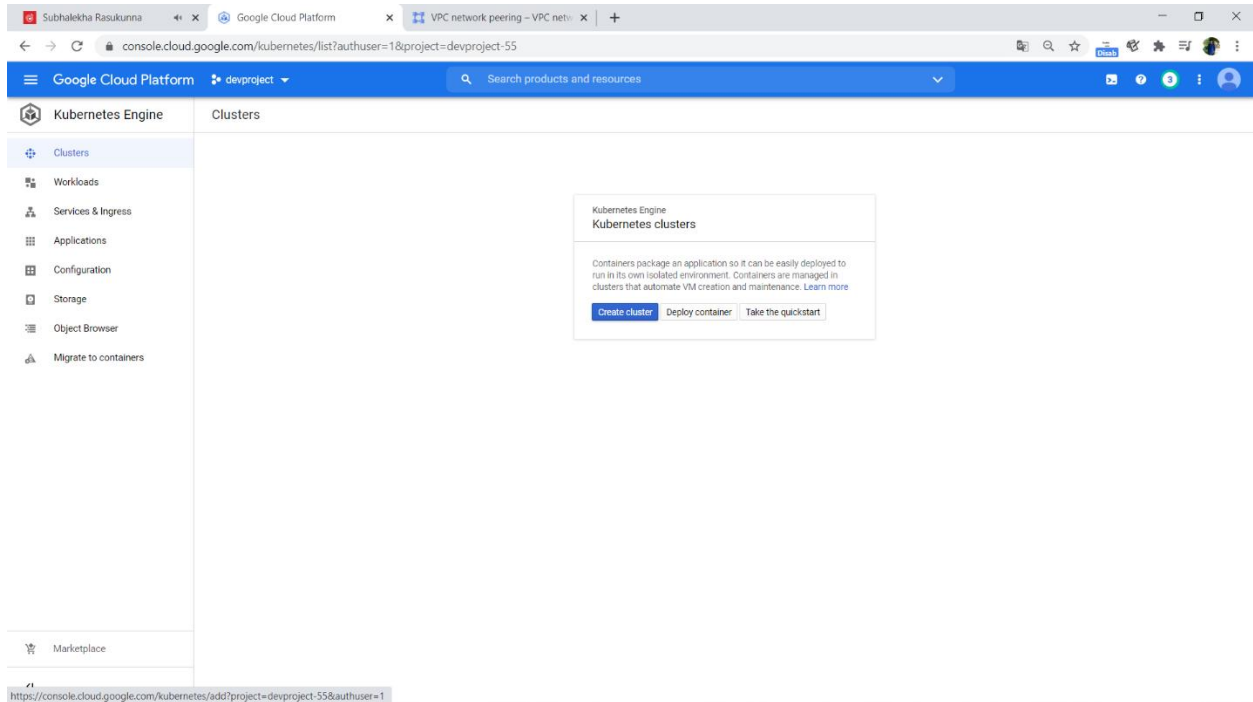 Subhalekha Rasukunna
Google Cloud Platform
VPC network peering – VPC netw
console.cloud.google.com/kubernetes/list?authuser=1&project=devproject-55
Disab
Google Cloud Platform
devproject
Search products and resources
3
Kubernetes Engine
Clusters
Clusters
Workloads
Services & Ingress
Applications
Configuration
Storage
Object Browser
Migrate to containers
Kubernetes Engine
Kubernetes clusters
Containers package an application so it can be easily deployed to
run in its own isolated environment. Containers are managed in
clusters that automate VM creation and maintenance. Learn more
Create cluster Deploy container Take the quickstart
Marketplace
https://console.cloud.google.com/kubernetes/add?project=devproject-55&authuser=1